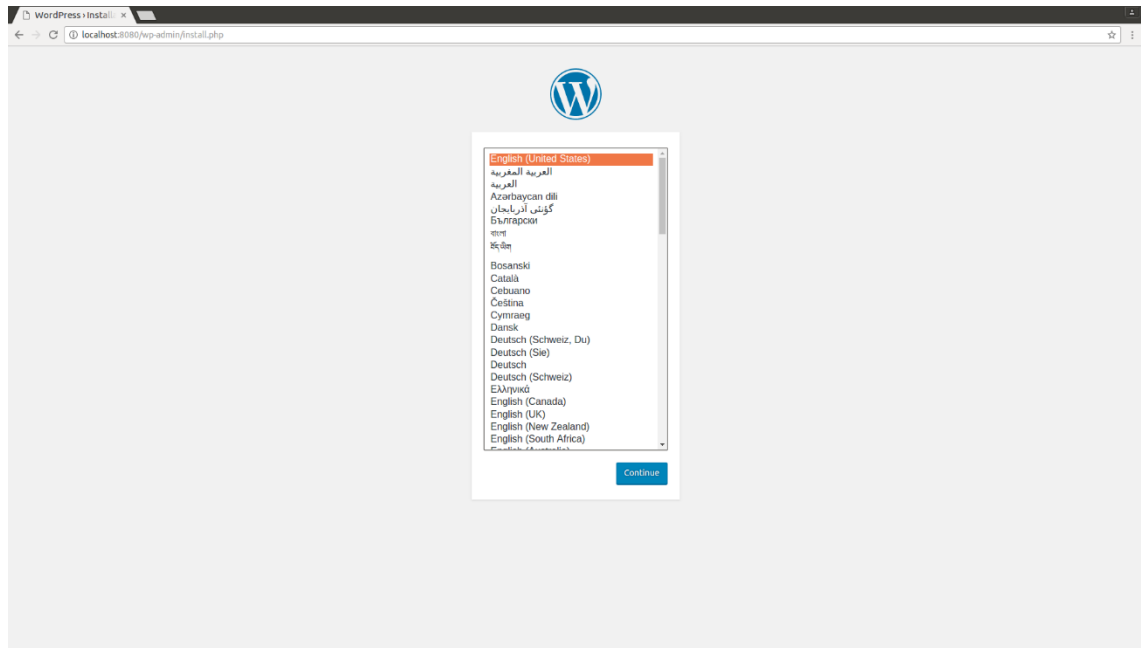 WordPress › Install
localhost:8080/wp-admin/install.php
English (United States)
العربية المغربية
العربية
Azərbaycan dili
گؤنئی آذربایجان
Български
বাংলা
བོད་ཡིག
Bosanski
Català
Cebuano
Čeština
Cymraeg
Dansk
Deutsch (Schweiz, Du)
Deutsch (Sie)
Deutsch
Deutsch (Schweiz)
Ελληνικά
English (Canada)
English (UK)
English (New Zealand)
English (South Africa)
English (Australia)
Continue